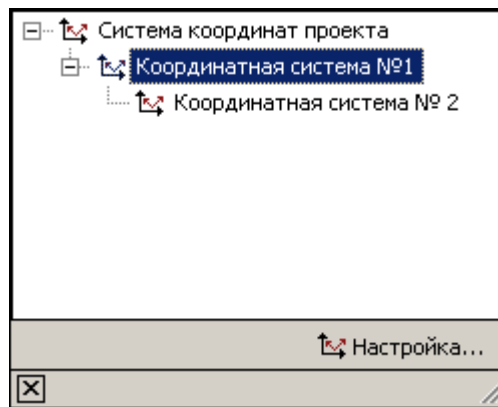 Система координат проекта
Координатная система №1
Координатная система № 2
Настройка...